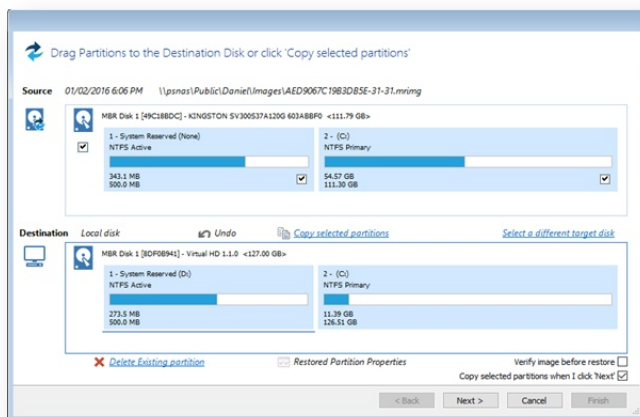 Drag Partitions to the Destination Disk or click 'Copy selected partitions'
Source 01/02/2016 6:06 PM \\psnas\Public\Daniel\Images\AED9067C19B3DB5E-31-31.mrimg
MBR Disk 1 [49C18BDC] - KINGSTON SV300S37A120G 603ABBF0 <111.79 GB>
1 - System Reserved (None)
NTFS Active
343.1 MB
500.0 MB
2 - (C:)
NTFS Primary
54.57 GB
111.30 GB
Destination Local disk Undo Copy selected partitions Select a different target disk
MBR Disk 1 [8DF0B941] - Virtual HD 1.1.0 <127.00 GB>
1 - System Reserved (D:)
NTFS Active
273.5 MB
500.0 MB
2 - (C:)
NTFS Primary
11.39 GB
126.51 GB
Delete Existing partition Restored Partition Properties Verify image before restore
Copy selected partitions when I click 'Next'
< Back Next > Cancel Finish